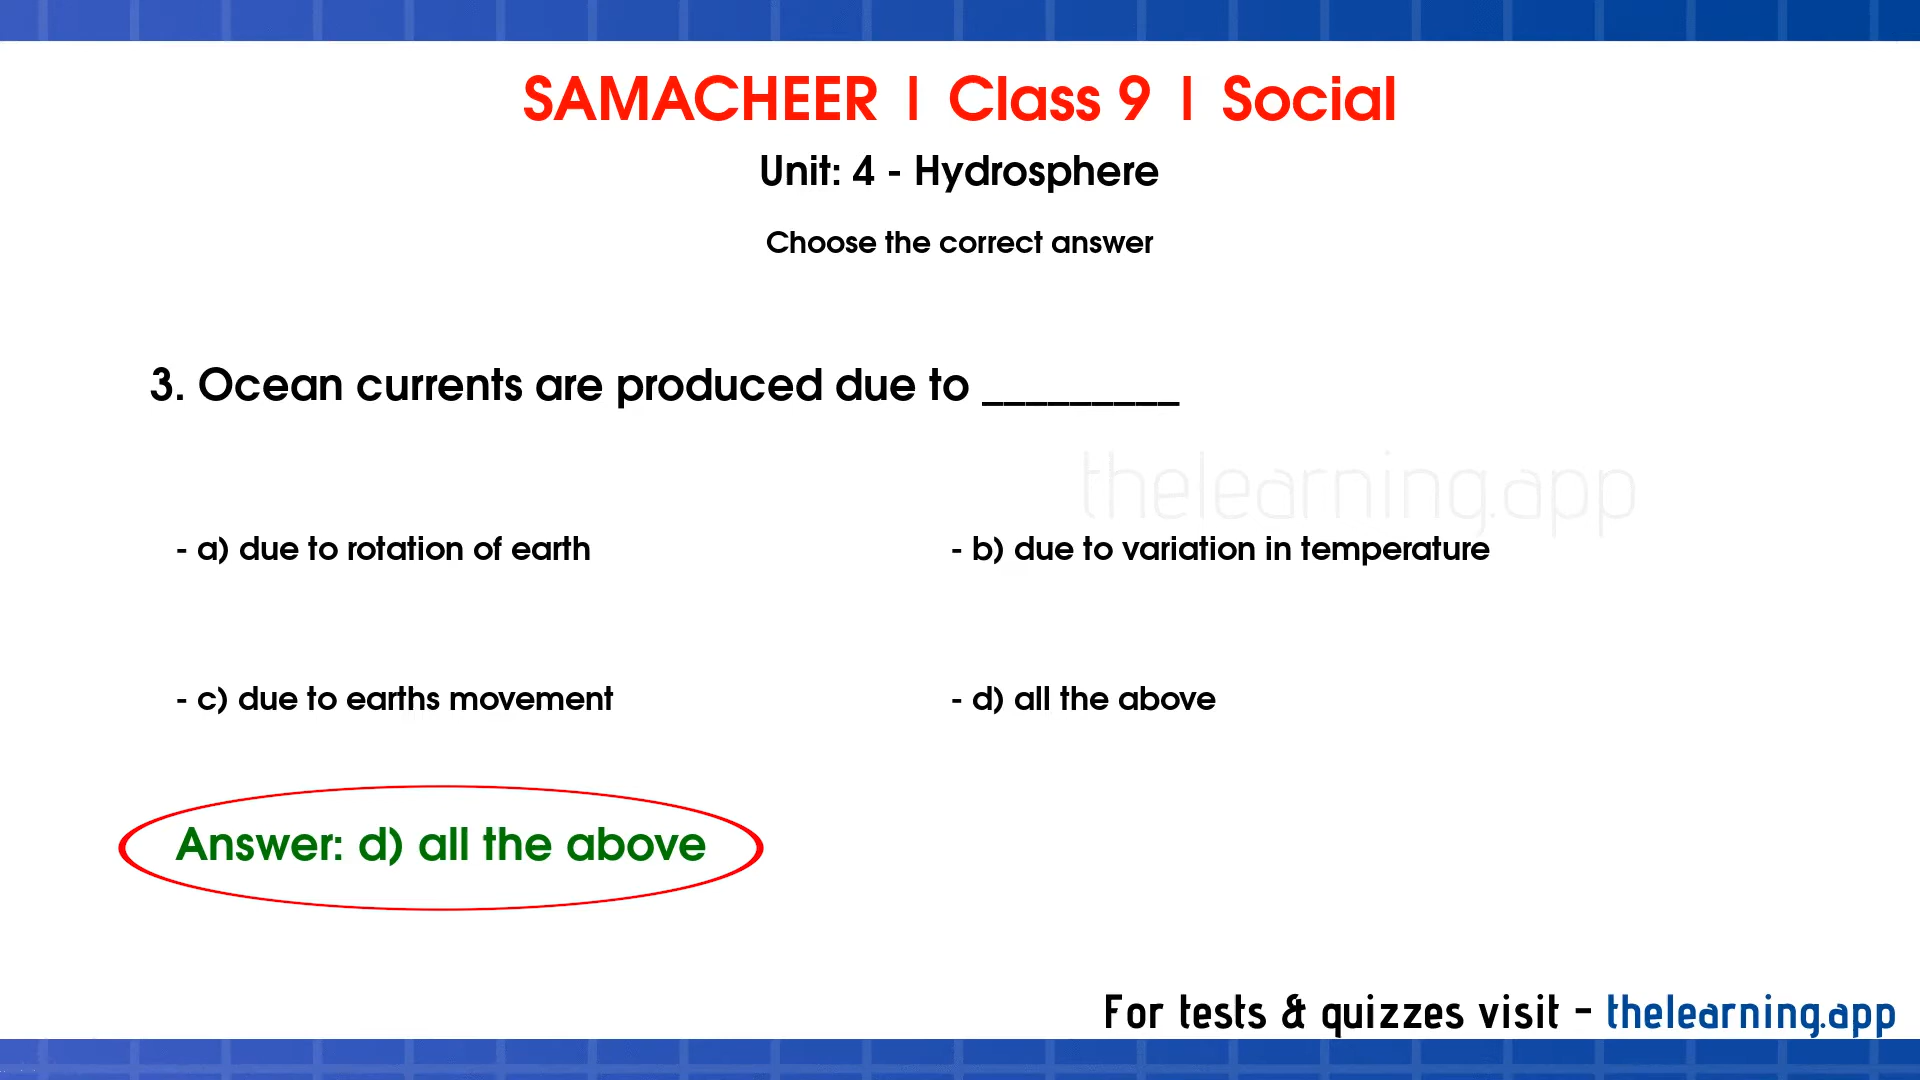 SAMACHEER | Class 9 | Social
Unit: 4 - Hydrosphere
Choose the correct answer
3. Ocean currents are produced due to _________
thelearning.app
- a) due to rotation of earth
- b) due to variation in temperature
- c) due to earths movement
- d) all the above
Answer: d) all the above
For tests & quizzes visit - thelearning.app